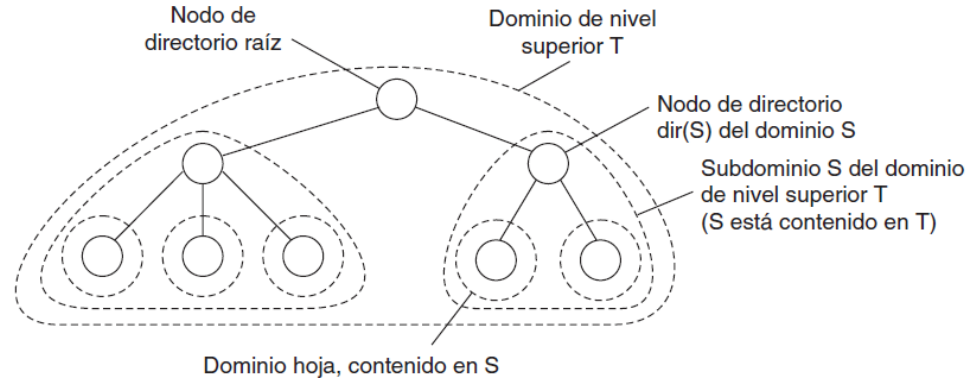 Nodo de
directorio raíz
Dominio de nivel
superior T
Nodo de directorio
dir(S) del dominio S
Subdominio S del dominio
de nivel superior T
(S está contenido en T)
Dominio hoja, contenido en S